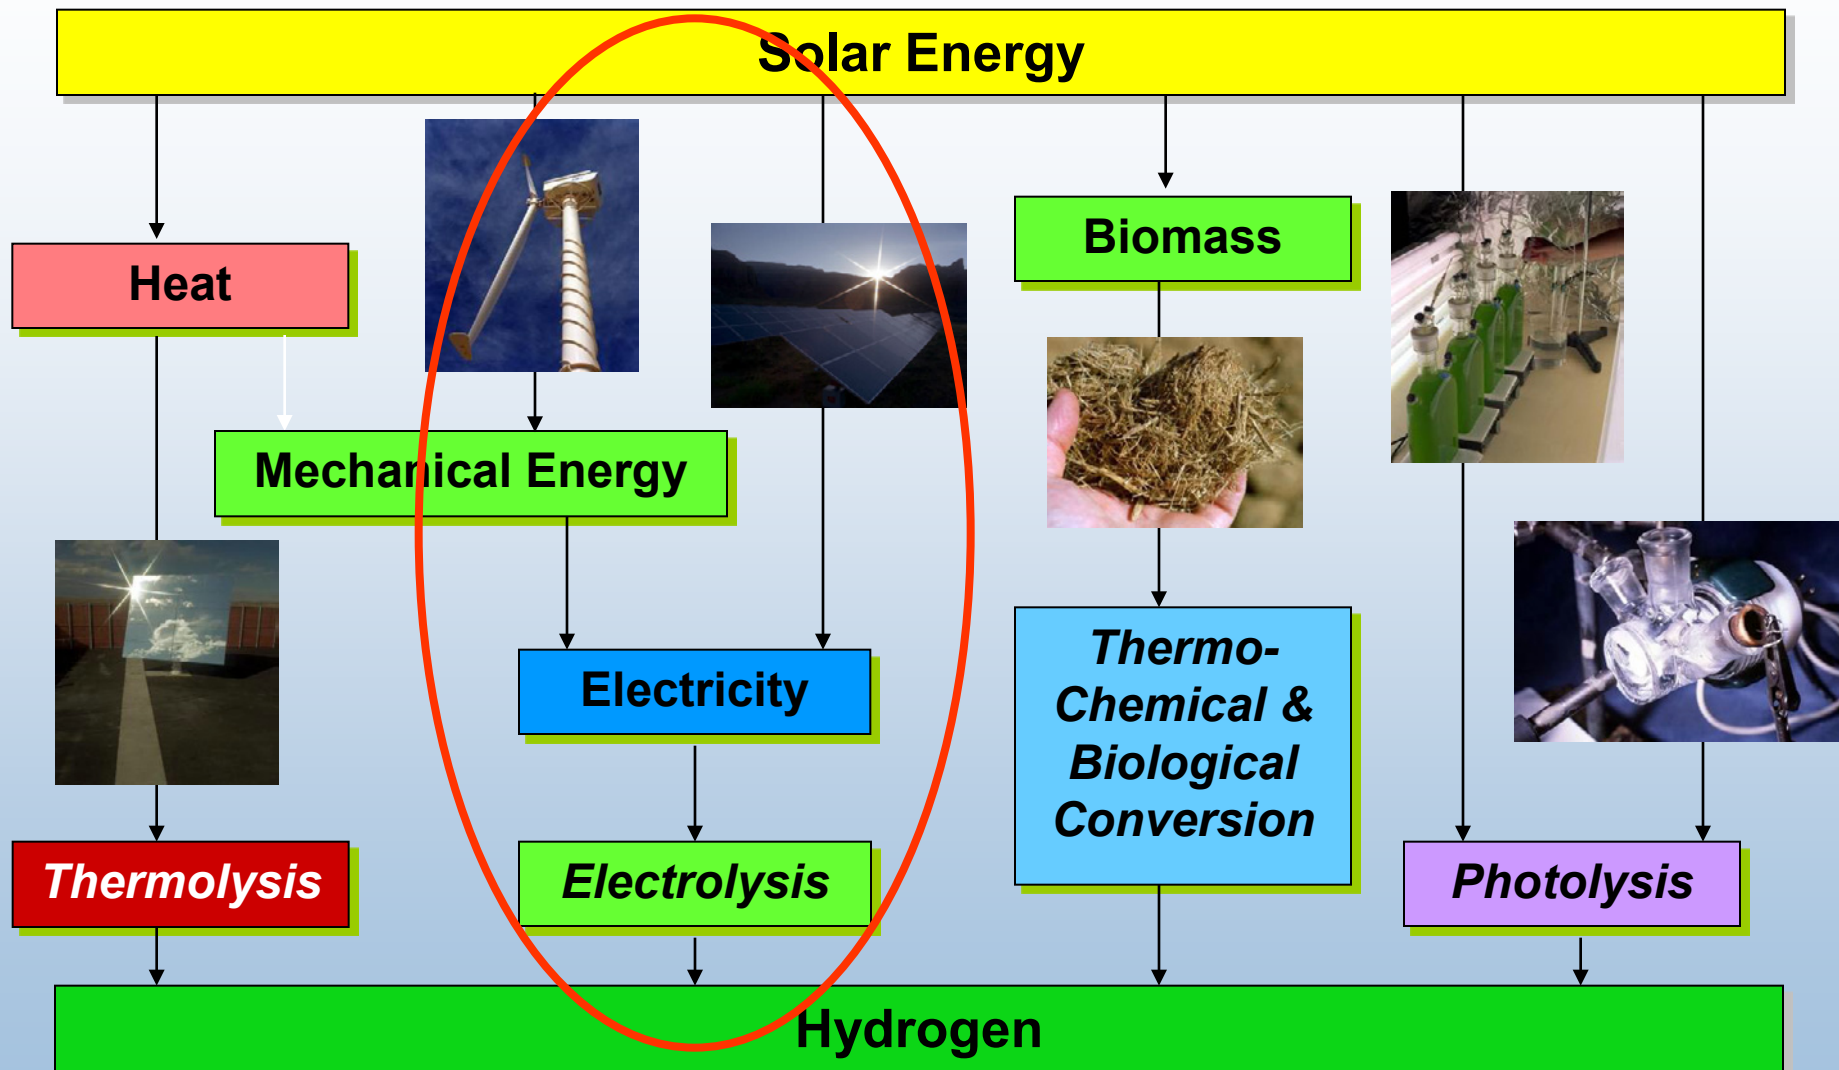 Solar Energy
Heat
Biomass
Mechanical Energy
Electricity
Thermo-
Chemical &
Biological
Conversion
Thermolysis
Electrolysis
Photolysis
Hydrogen